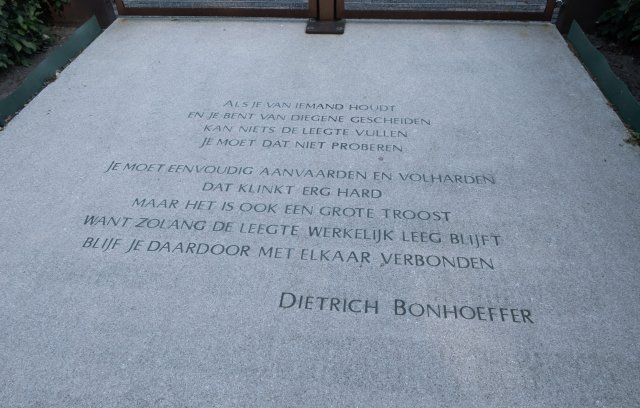 Als je van iemand houdt
en je bent van diegene gescheiden
kan niets de leegte vullen
je moet dat niet proberen
Je moet eenvoudig aanvaarden en volharden
dat klinkt erg hard
maar het is ook een grote troost
want zolang de leegte werkelijk leeg blijft
blijf je daardoor met elkaar verbonden
Dietrich Bonhoeffer